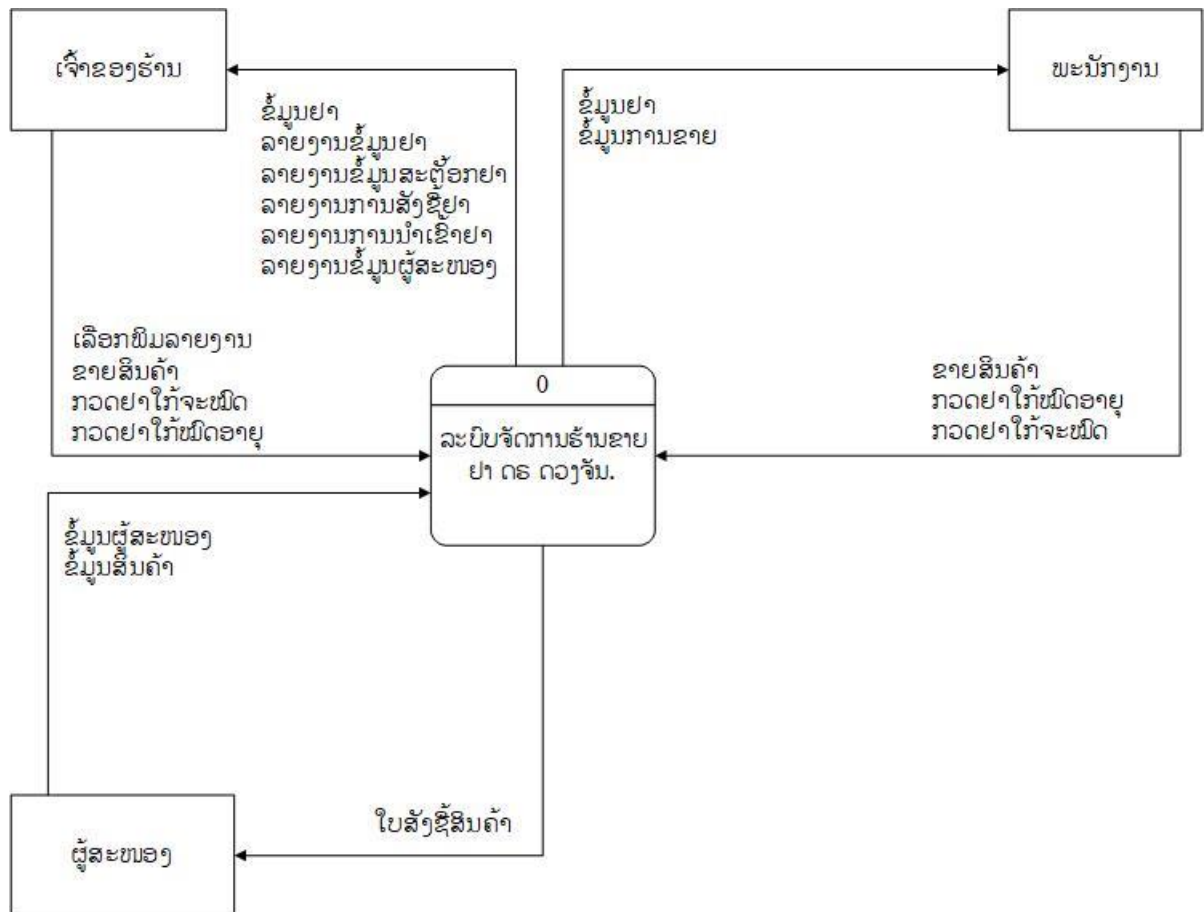 ເຈົ້າຂອງຮ້ານ
ພະນັກງານ
ຂໍ້ມູນຢາ
ລາຍງານຂໍ້ມູນຢາ
ລາຍງານຂໍ້ມູນສະຕ໋ອກຢາ
ລາຍງານການສັ່ງຊື້ຢາ
ລາຍງານການນຳເຂົ້າຢາ
ລາຍງານຂໍ້ມູນຜູ້ສະໜອງ
ຂໍ້ມູນຢາ
ຂໍ້ມູນການຂາຍ
ເລືອກພິມລາຍງານ
ຂາຍສິນຄ້າ
ກວດຢາໃກ້ຈະໝົດ
ກວດຢາໃກ້ໝົດອາຍຸ
0
ລະບົບຈັດການຮ້ານຂາຍ
ຢາ ດຣ ດວງຈັນ.
ຂາຍສິນຄ້າ
ກວດຢາໃກ້ໝົດອາຍຸ
ກວດຢາໃກ້ຈະໝົດ
ຂໍ້ມູນຜູ້ສະໜອງ
ຂໍ້ມູນສິນຄ້າ
ໃບສັ່ງຊື້ສິນຄ້າ
ຜູ້ສະໜອງ